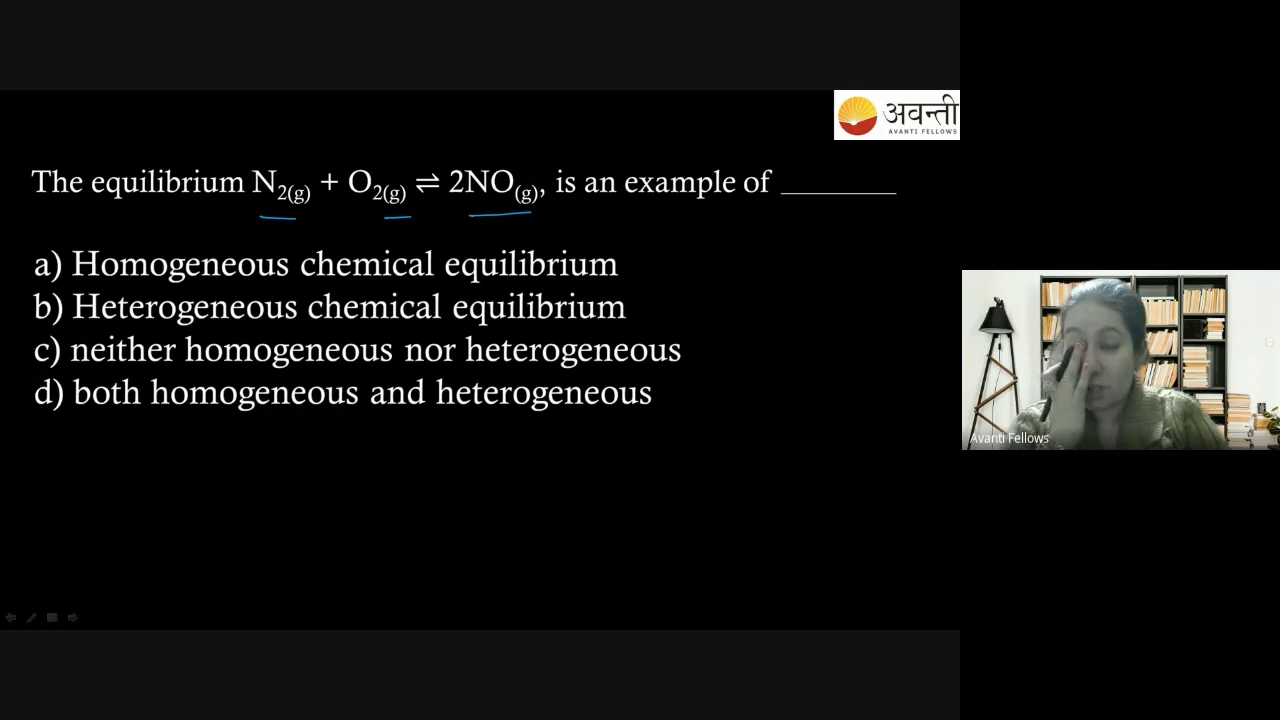 अवन्ती
AVANTI FELLOWS
The equilibrium N₂(g) + O₂(g) ⇌ 2NO(g), is an example of ________
a) Homogeneous chemical equilibrium
b) Heterogeneous chemical equilibrium
c) neither homogeneous nor heterogeneous
d) both homogeneous and heterogeneous
Avanti Fellows